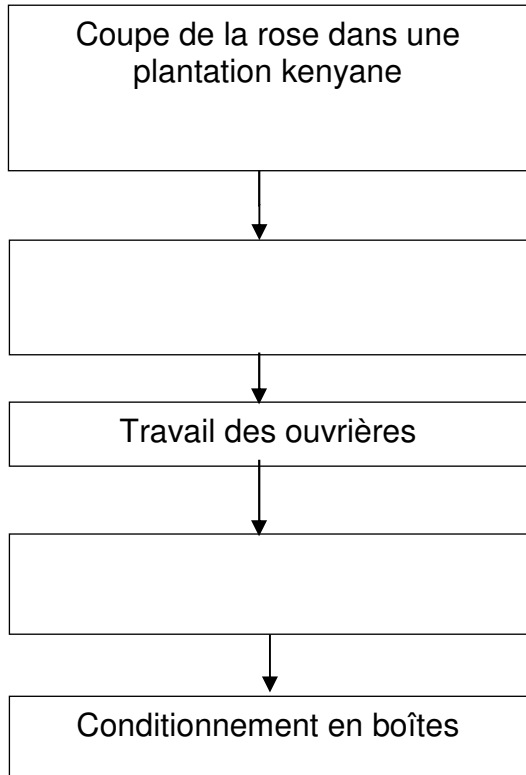 Coupe de la rose dans une
plantation kenyane
Travail des ouvrières
Conditionnement en boîtes